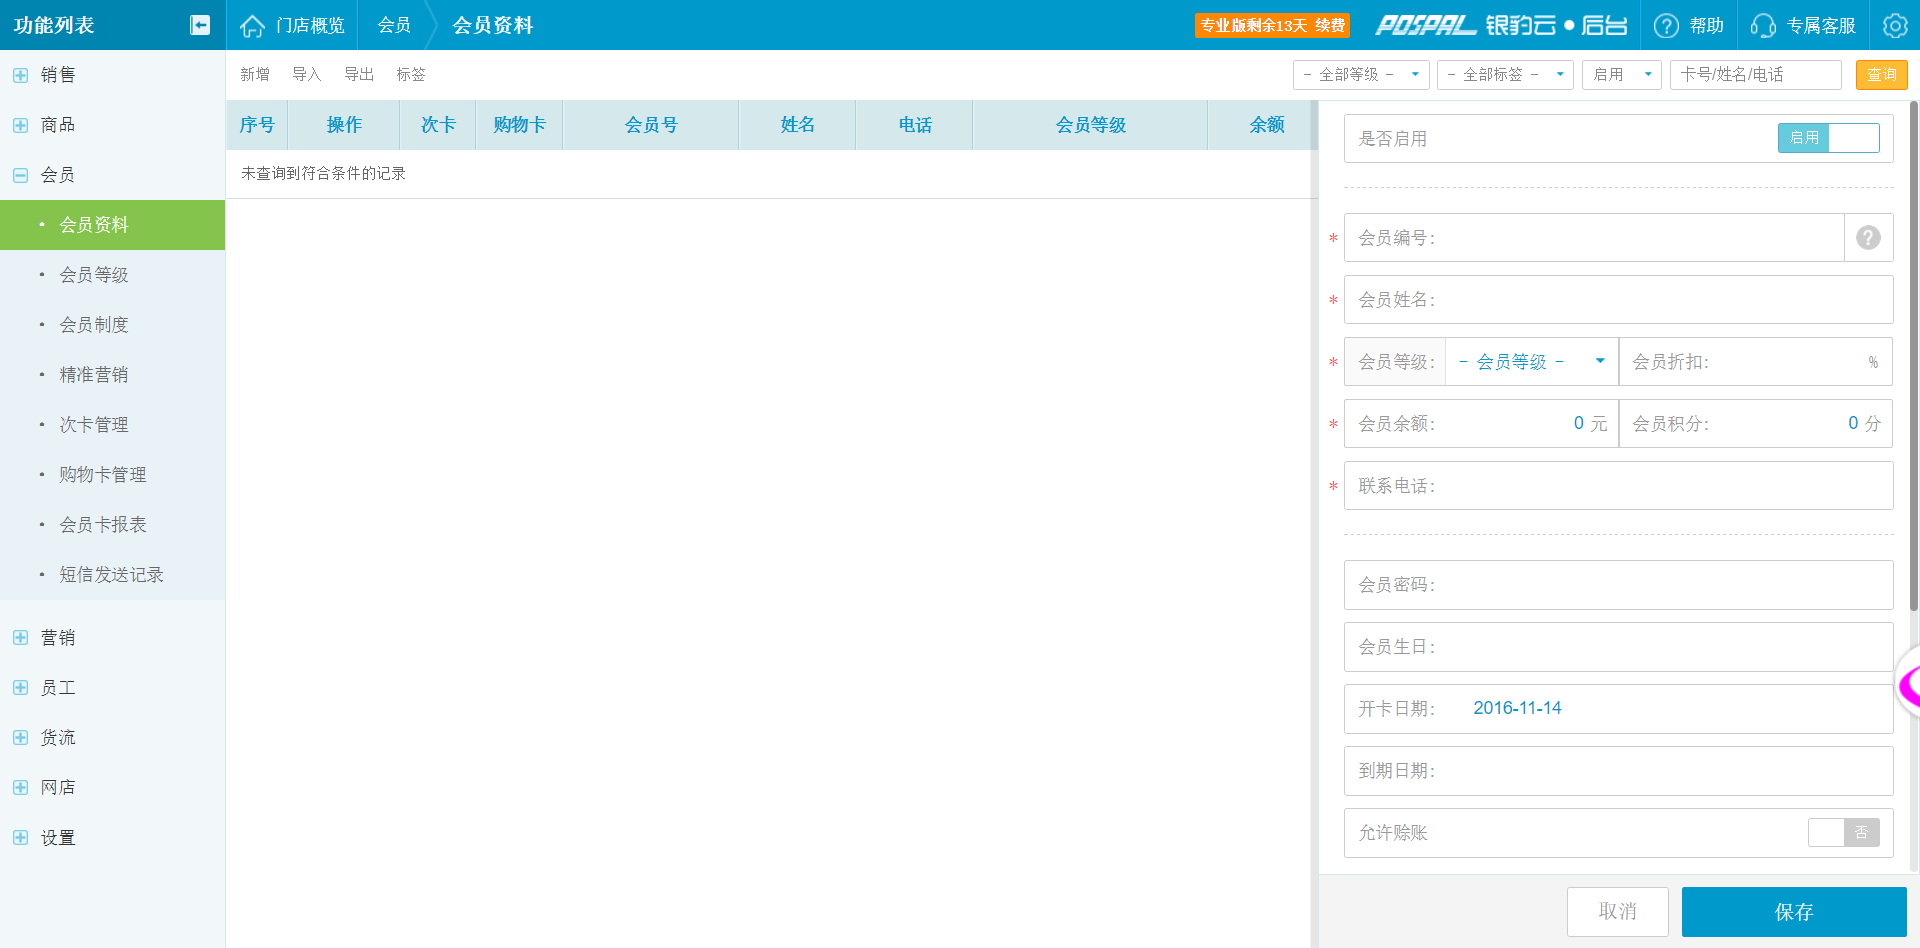 功能列表
门店概览
会员
会员资料
专业版剩余13天 续费
POSPAL 银豹云●后台
帮助
专属客服
销售
商品
会员
会员资料
会员等级
会员制度
精准营销
次卡管理
购物卡管理
会员卡报表
短信发送记录
营销
员工
货流
网店
设置
新增 导入 导出 标签
- 全部等级 - - 全部标签 - 启用 卡号/姓名/电话 查询
序号 操作 次卡 购物卡 会员号 姓名 电话 会员等级 余额
未查询到符合条件的记录
是否启用 启用
* 会员编号: ?
* 会员姓名:
* 会员等级: - 会员等级 - 会员折扣: %
* 会员余额: 0 元 会员积分: 0 分
* 联系电话:
会员密码:
会员生日:
开卡日期: 2016-11-14
到期日期:
允许赊账 否
取消 保存